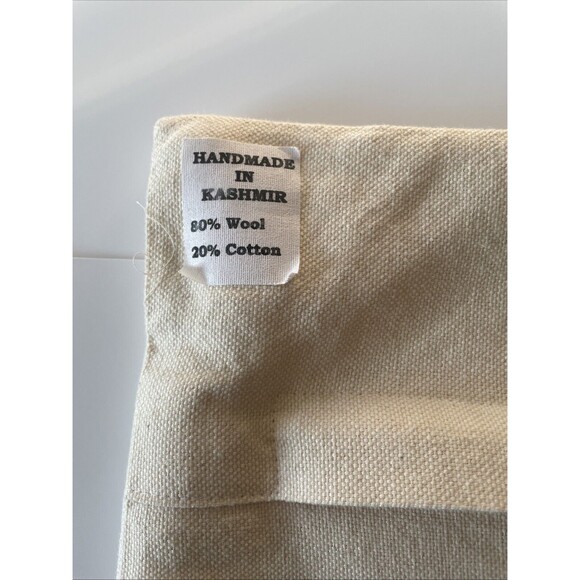 HANDMADE
IN
KASHMIR
80% Wool
20% Cotton